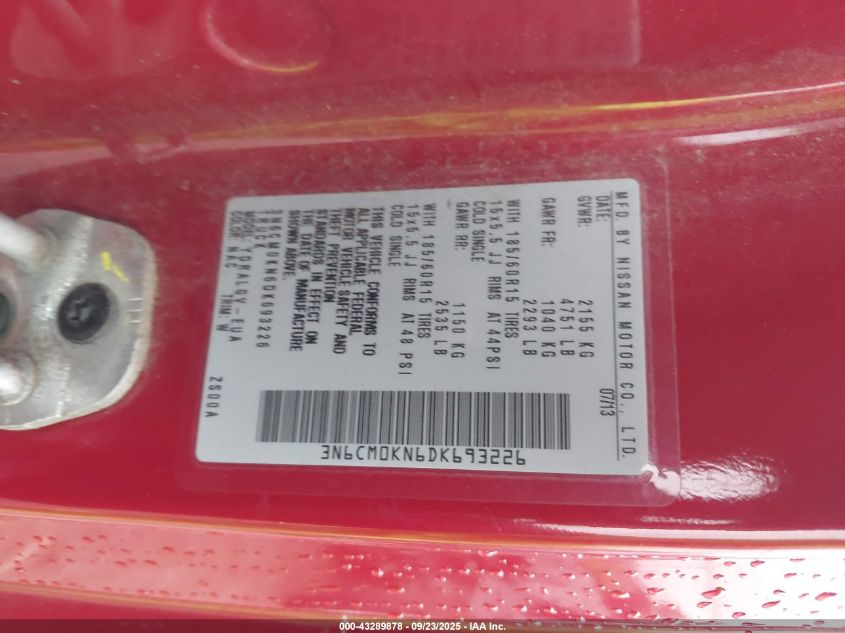 MFD. BY NISSAN MOTOR CO., LTD.
DATE: 07/13
GVWR: 2155 KG
4751 LB
GAWR FR: 1040 KG
2293 LB
WITH 185/60R15 TIRES
15x5.5 JJ RIMS AT 44PSI
COLD SINGLE
GAWR RR: 1150 KG
2535 LB
WITH 185/60R15 TIRES
15x5.5 JJ RIMS AT 48 PSI
COLD SINGLE
THIS VEHICLE CONFORMS TO
ALL APPLICABLE FEDERAL
MOTOR VEHICLE SAFETY AND
THEFT PREVENTION
STANDARDS IN EFFECT ON
THE DATE OF MANUFACTURE
SHOWN ABOVE.
3N6CM0KN6DK693226
TRUCK
COLOR: NAC TRIM: W
ZS00A
3N6CM0KN6DK693226
000-43289878 - 09/23/2025 - IAA Inc.